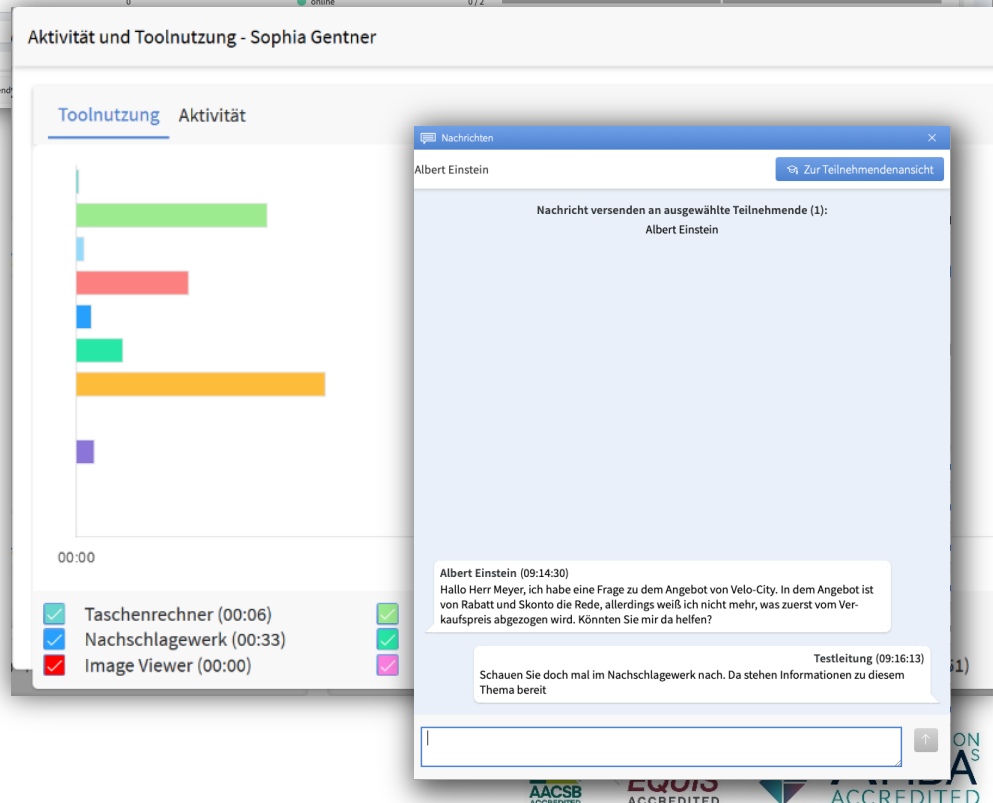 0
online
0 / 2
Aktivität und Toolnutzung - Sophia Gentner
Toolnutzung Aktivität
00:00
Taschenrechner (00:06)
Nachschlagewerk (00:33)
Image Viewer (00:00)
Nachrichten
Albert Einstein
Zur Teilnehmendenansicht
Nachricht versenden an ausgewählte Teilnehmende (1):
Albert Einstein
Albert Einstein (09:14:30)
Hallo Herr Meyer, ich habe eine Frage zu dem Angebot von Velo-City. In dem Angebot ist
von Rabatt und Skonto die Rede, allerdings weiß ich nicht mehr, was zuerst vom Ver-
kaufspreis abgezogen wird. Könnten Sie mir da helfen?
Testleitung (09:16:13)
Schauen Sie doch mal im Nachschlagewerk nach. Da stehen Informationen zu diesem
Thema bereit
AACSB
ACCREDITED
EQUIS
ACCREDITED
ACCREDITED